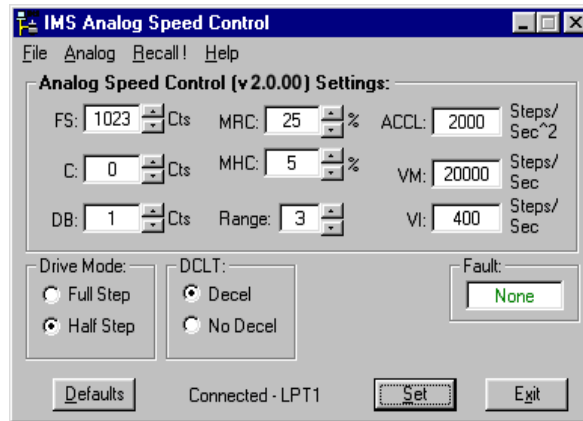 IMS Analog Speed Control
File Analog Recall! Help
Analog Speed Control (v 2.0.00) Settings:
FS: 1023 Cts MRC: 25 % ACCL: 2000 Steps/Sec^2
C: 0 Cts MHC: 5 % VM: 20000 Steps/Sec
DB: 1 Cts Range: 3 VI: 400 Steps/Sec
Drive Mode: DCLT: Fault:
Full Step Decel None
Half Step No Decel
Defaults Connected - LPT1 Set Exit